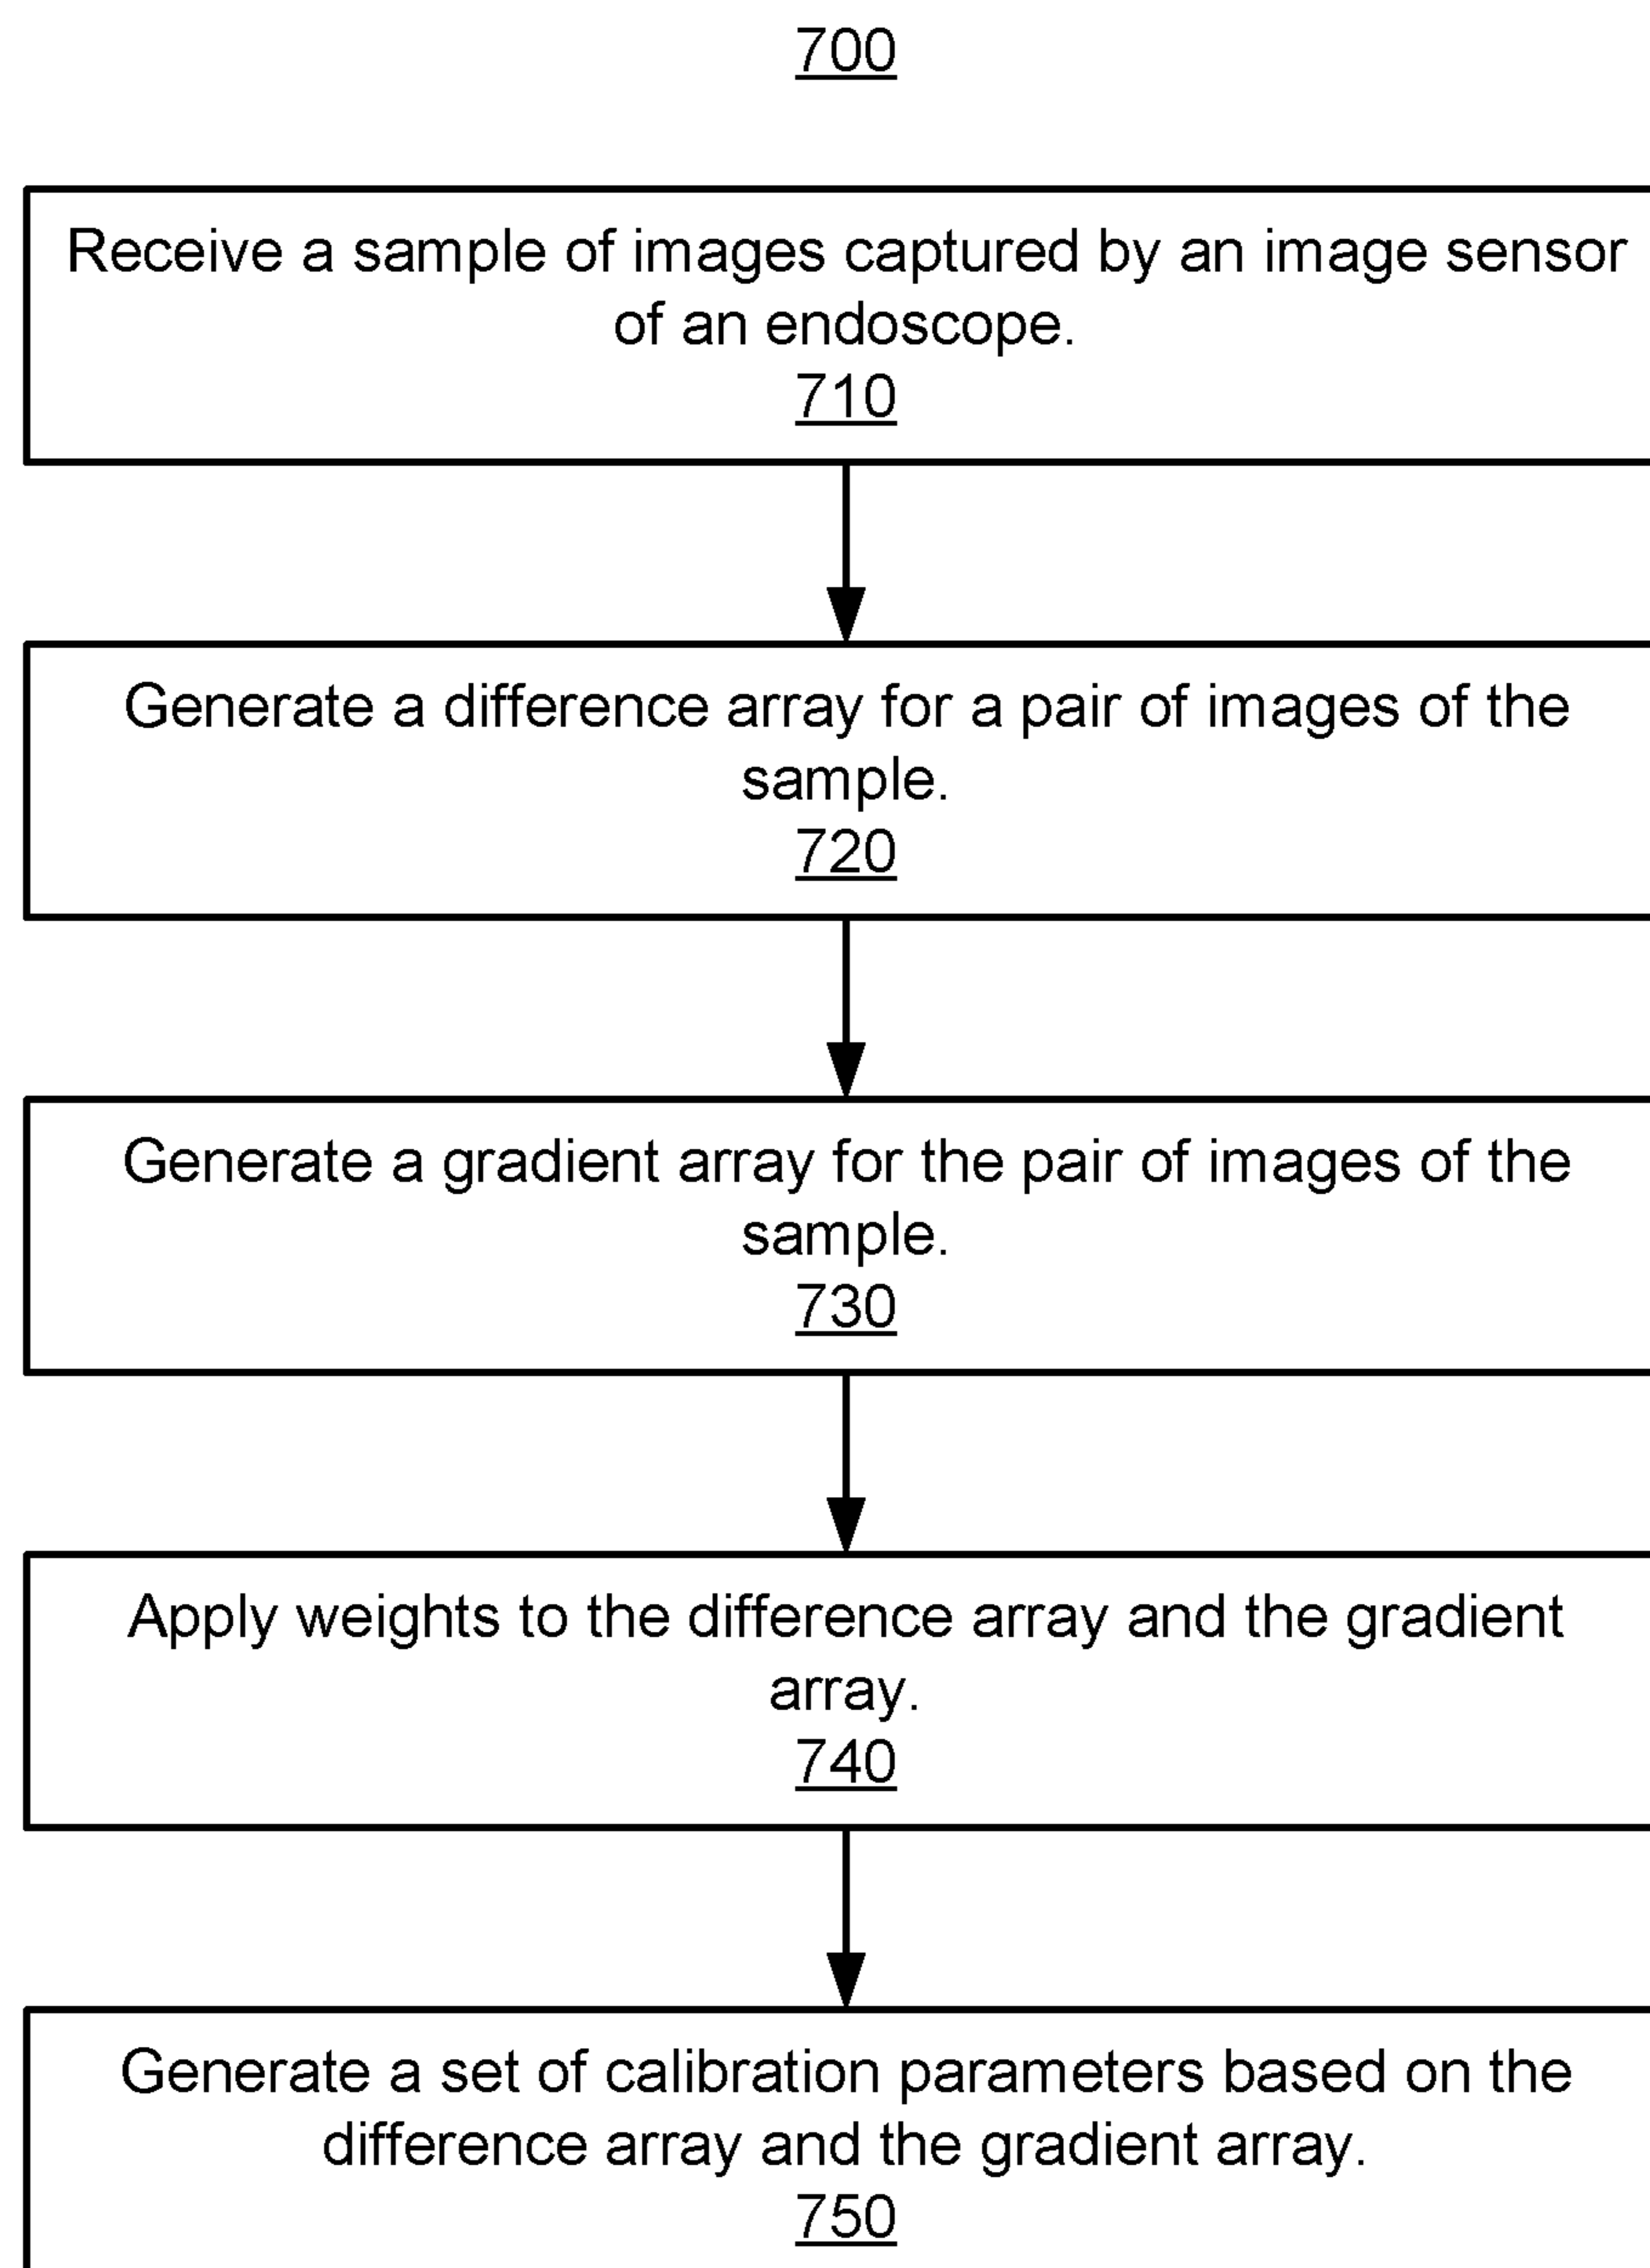 700
Receive a sample of images captured by an image sensor
of an endoscope.
710
Generate a difference array for a pair of images of the
sample.
720
Generate a gradient array for the pair of images of the
sample.
730
Apply weights to the difference array and the gradient
array.
740
Generate a set of calibration parameters based on the
difference array and the gradient array.
750